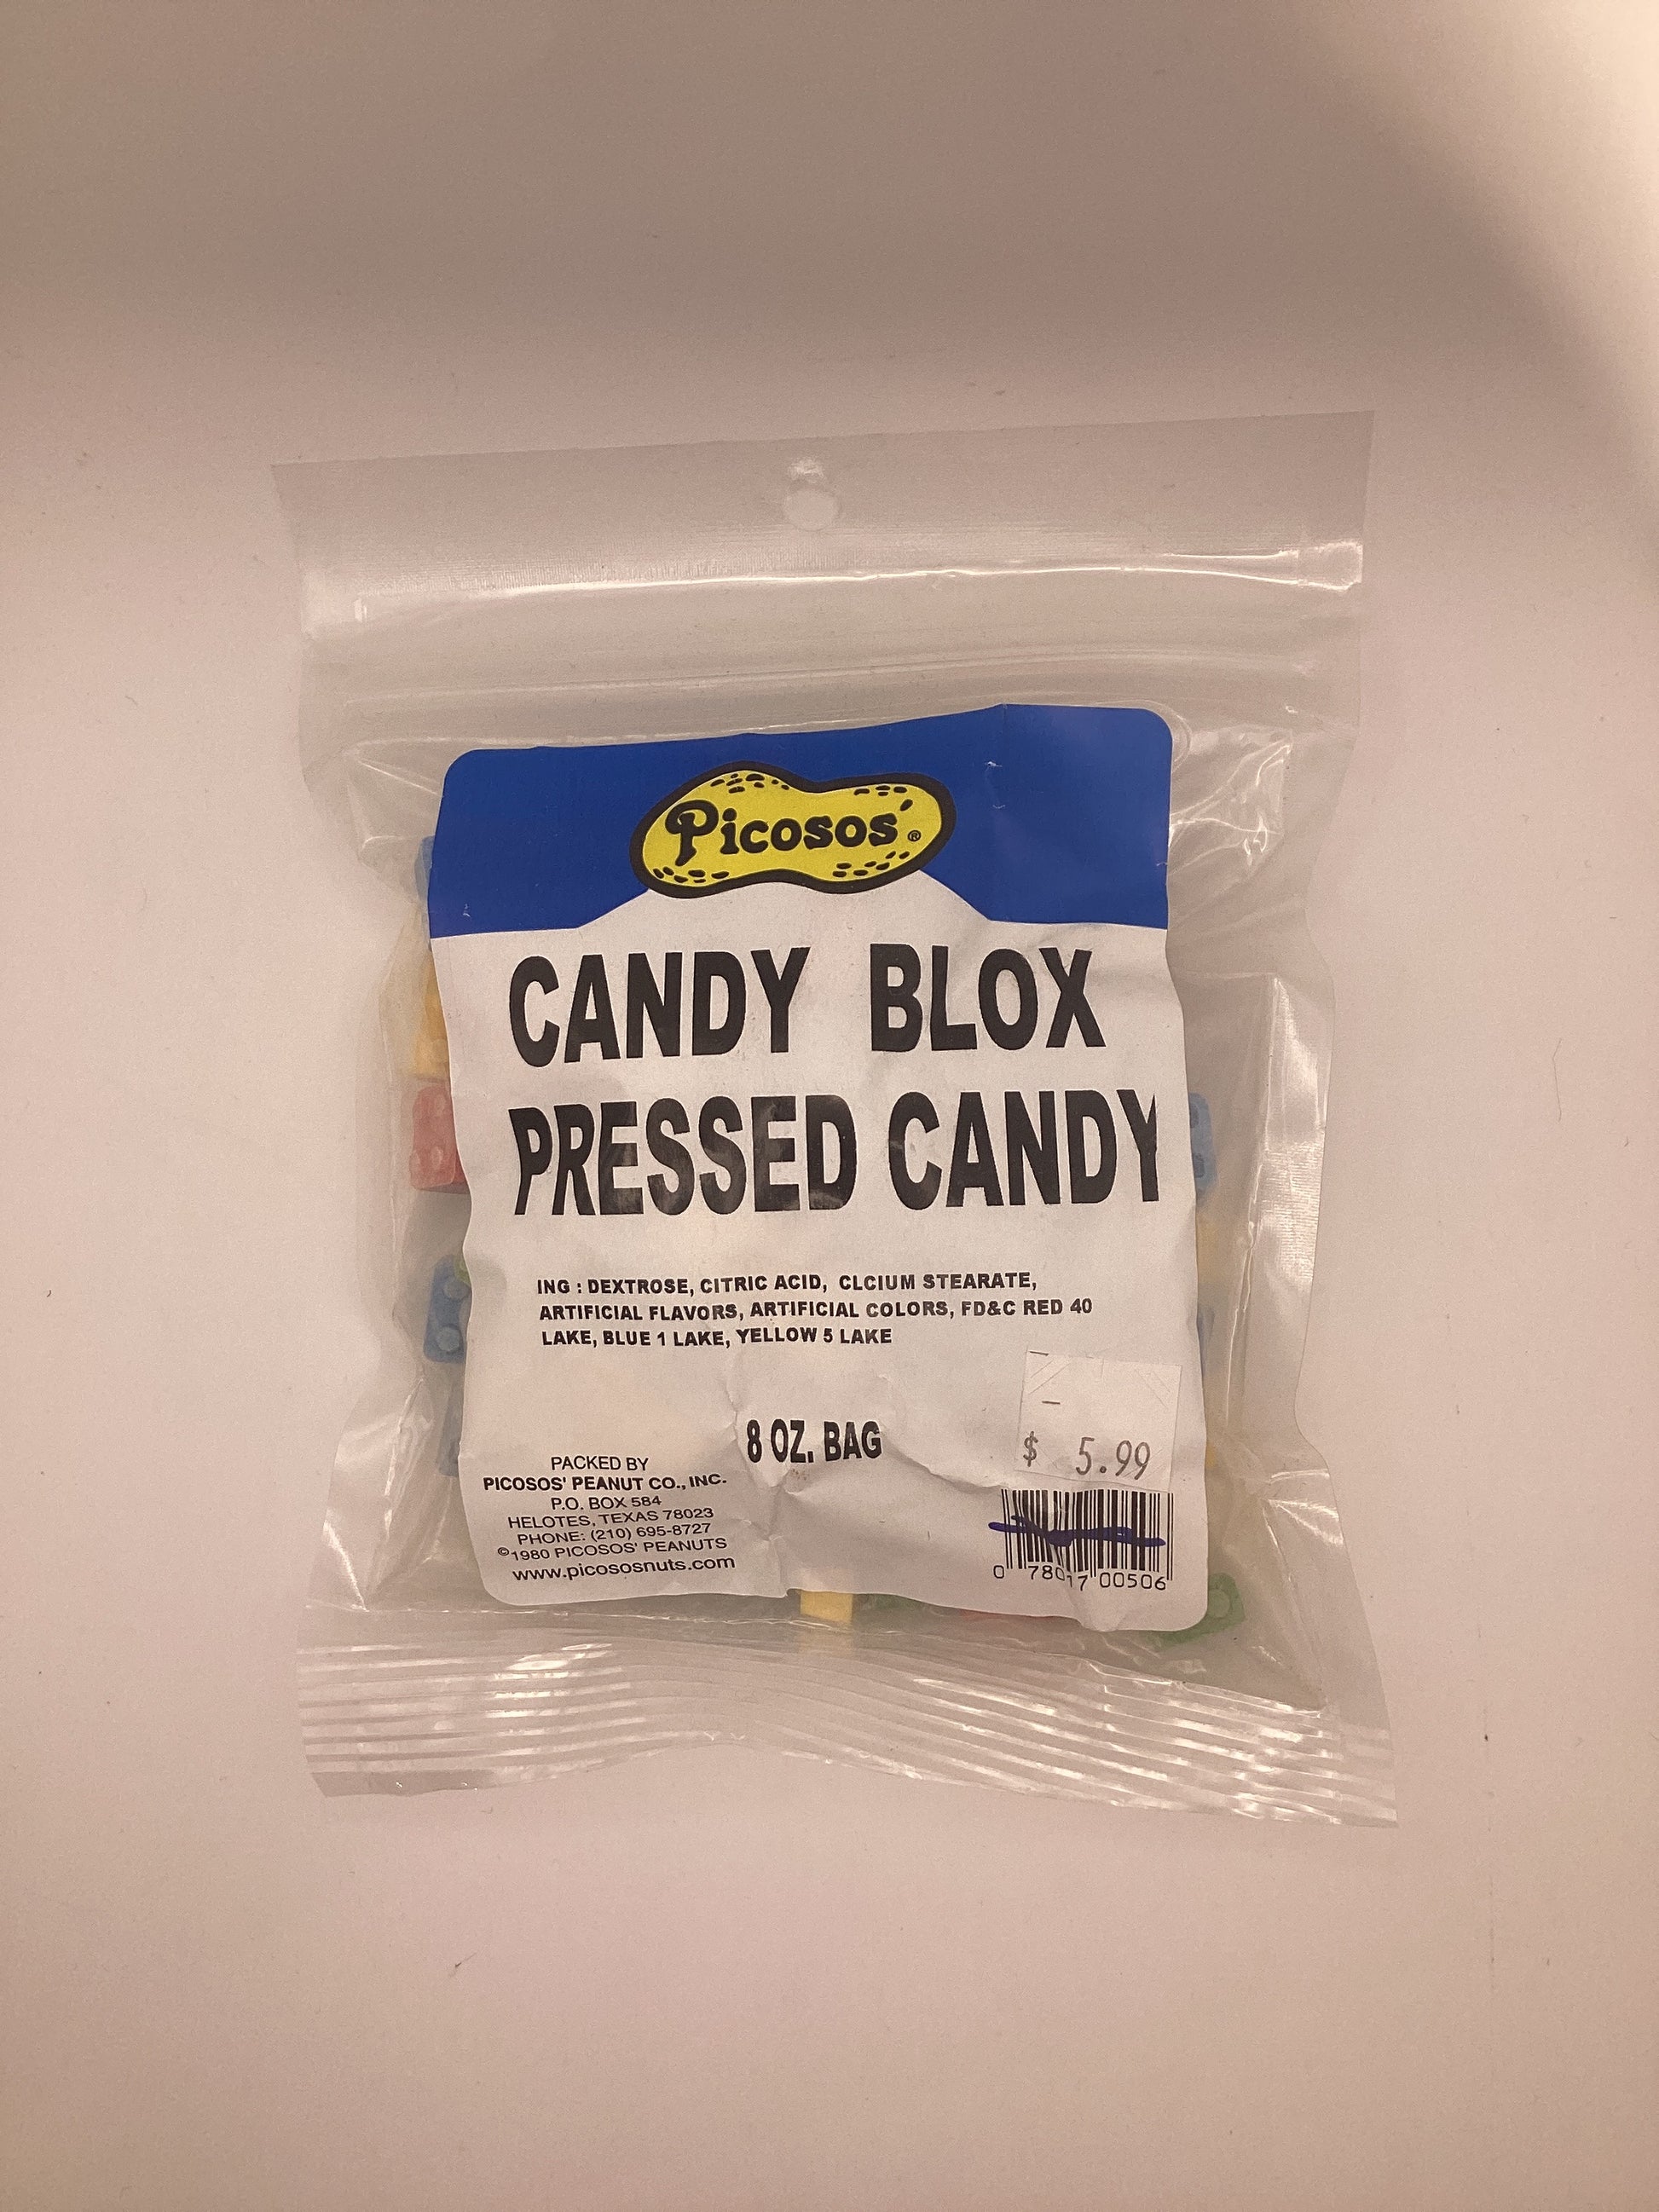 Picosos'®
CANDY BLOX
PRESSED CANDY
ING : DEXTROSE, CITRIC ACID, CLCIUM STEARATE,
ARTIFICIAL FLAVORS, ARTIFICIAL COLORS, FD&C RED 40
LAKE, BLUE 1 LAKE, YELLOW 5 LAKE
8 OZ. BAG
$ 5.99
PACKED BY
PICOSOS' PEANUT CO., INC.
P.O. BOX 584
HELOTES, TEXAS 78023
PHONE: (210) 695-8727
©1980 PICOSOS' PEANUTS
www.picososnuts.com
0 78017 00506